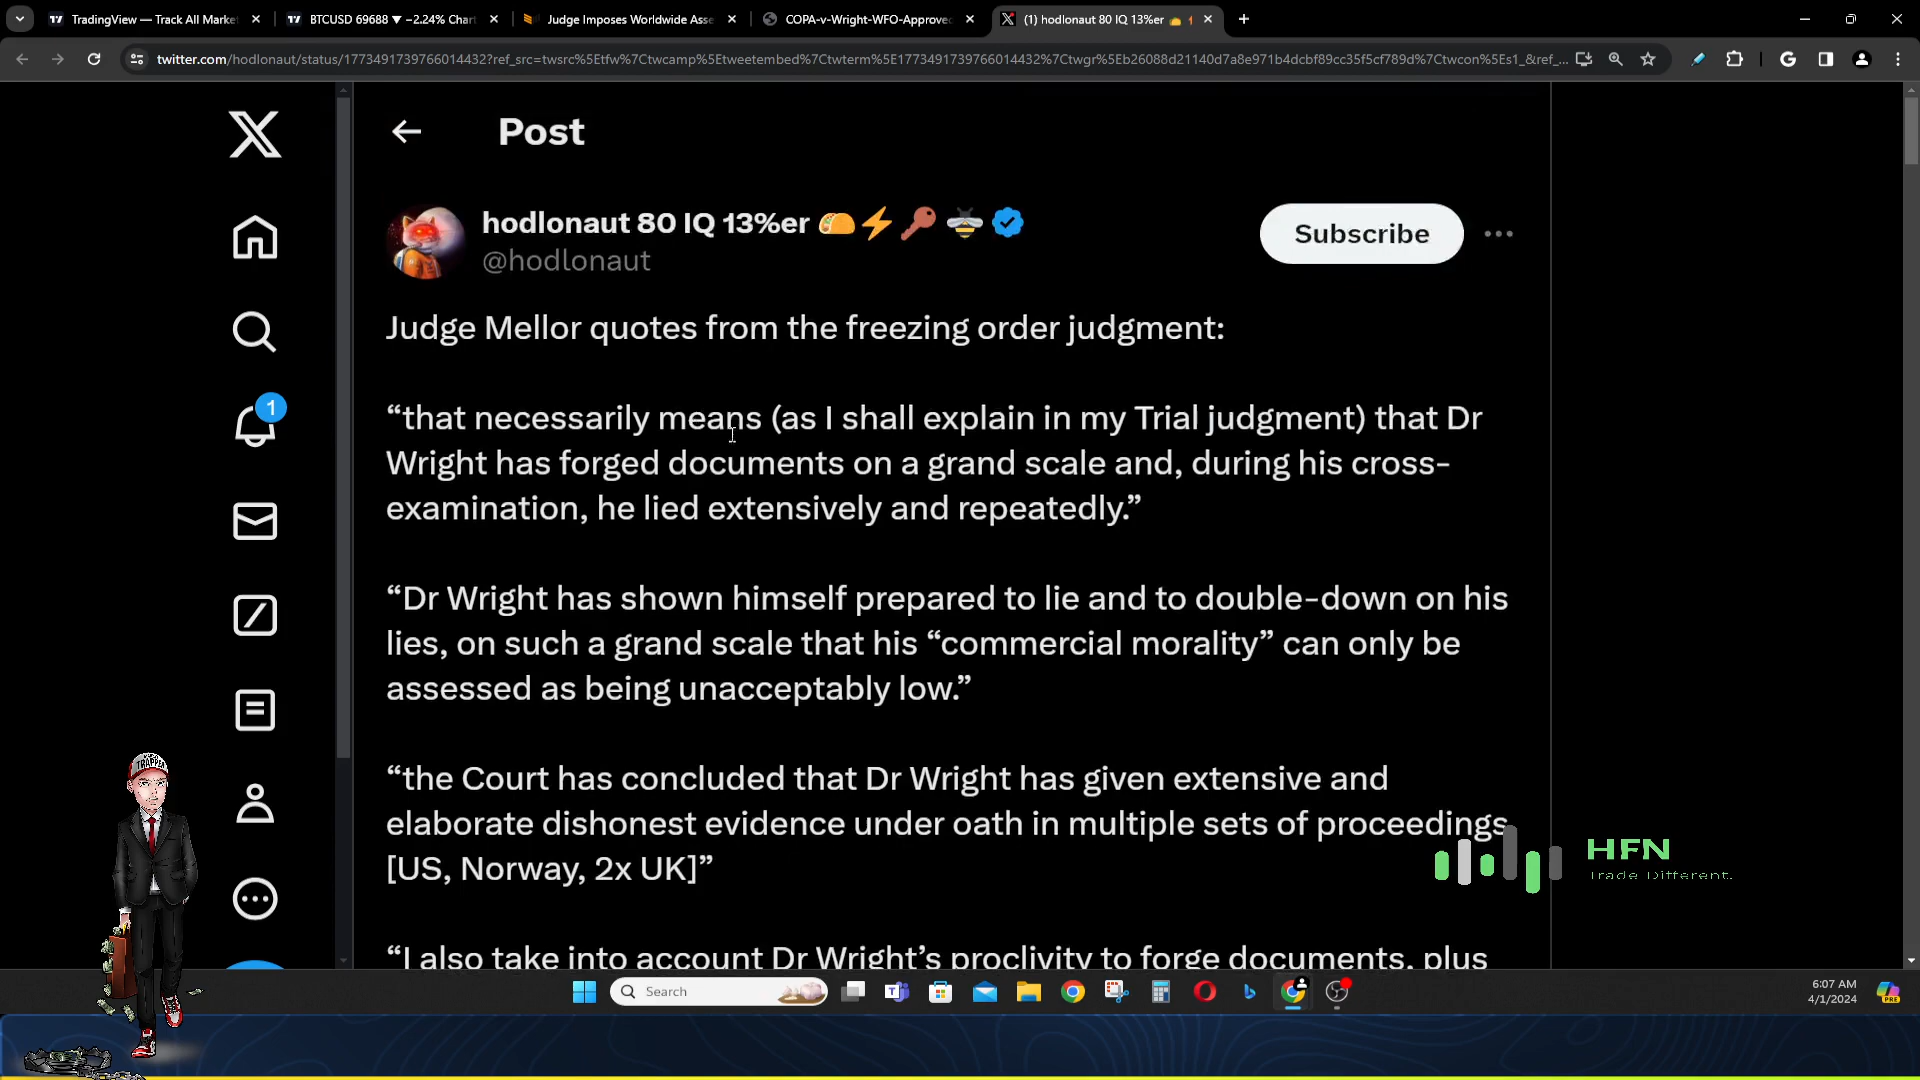 TradingView — Track All Marke
BTCUSD 69688 ▼ −2.24% Chart
Judge Imposes Worldwide Asse
COPA-v-Wright-WFO-Approved
(1) hodlonaut 80 IQ 13%er 🌮
twitter.com/hodlonaut/status/1773491739766014432?ref_src=twsrc%5Etfw%7Ctwcamp%5Etweetembed%7Ctwterm%5E1773491739766014432%7Ctwgr%5Eb26088d21140d7a8e971b4dcbf89cc35f5cf789d%7Ctwcon%5Es1_&ref_...
Post
hodlonaut 80 IQ 13%er 🌮⚡🔑🐝
@hodlonaut
Subscribe
Judge Mellor quotes from the freezing order judgment:
“that necessarily means (as I shall explain in my Trial judgment) that Dr
Wright has forged documents on a grand scale and, during his cross-
examination, he lied extensively and repeatedly.”
“Dr Wright has shown himself prepared to lie and to double-down on his
lies, on such a grand scale that his “commercial morality” can only be
assessed as being unacceptably low.”
“the Court has concluded that Dr Wright has given extensive and
elaborate dishonest evidence under oath in multiple sets of proceedings
[US, Norway, 2x UK]”
“I also take into account Dr Wright’s proclivity to forge documents, plus
1
TRAPPER
HFN
Trade Different.
Search
6:07 AM
4/1/2024
PRE